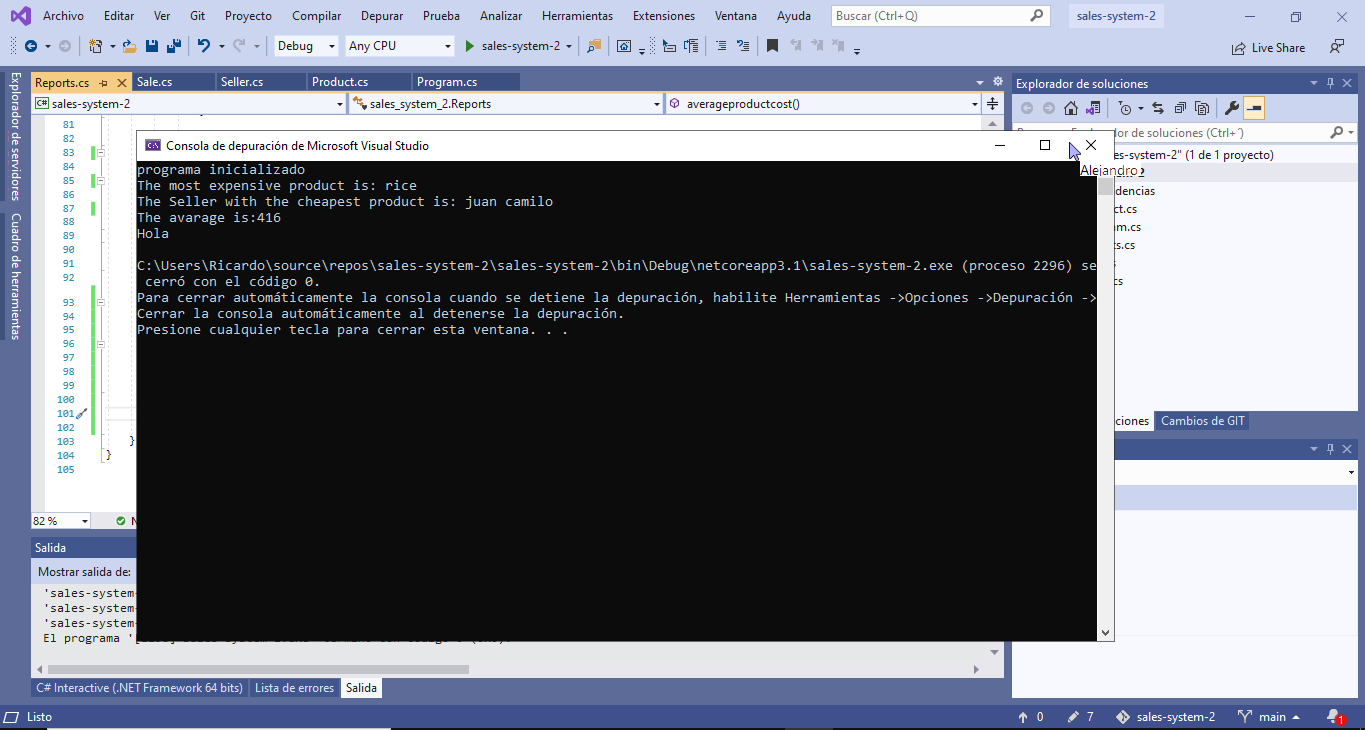 Archivo Editar Ver Git Proyecto Compilar Depurar Prueba Analizar Herramientas Extensiones Ventana Ayuda Buscar (Ctrl+Q) sales-system-2
Debug Any CPU sales-system-2 Live Share
Reports.cs Sale.cs Seller.cs Product.cs Program.cs
Explorador de soluciones
C# sales-system-2 sales_system_2.Reports averageproductcost()
Explorador de servidores
Cuadro de herramientas
81
82
83
84
85
86
87
88
89
90
91
92
93
94
95
96
97
98
99
100
101
102
103 }
104 }
105
Consola de depuración de Microsoft Visual Studio
programa inicializado
The most expensive product is: rice
The Seller with the cheapest product is: juan camilo
The avarage is:416
Hola
C:\Users\Ricardo\source\repos\sales-system-2\sales-system-2\bin\Debug\netcoreapp3.1\sales-system-2.exe (proceso 2296) se
cerró con el código 0.
Para cerrar automáticamente la consola cuando se detiene la depuración, habilite Herramientas ->Opciones ->Depuración ->
Cerrar la consola automáticamente al detenerse la depuración.
Presione cualquier tecla para cerrar esta ventana. . .
dor de soluciones (Ctrl+´)
es-system-2" (1 de 1 proyecto)
Alejandro
dencias
ct.cs
m.cs
s.cs
s
cs
ciones Cambios de GIT
82 %
Salida
Mostrar salida de:
'sales-system-
'sales-system-
'sales-system-
El programa '
C# Interactive (.NET Framework 64 bits) Lista de errores Salida
Listo 0 7 sales-system-2 main 1